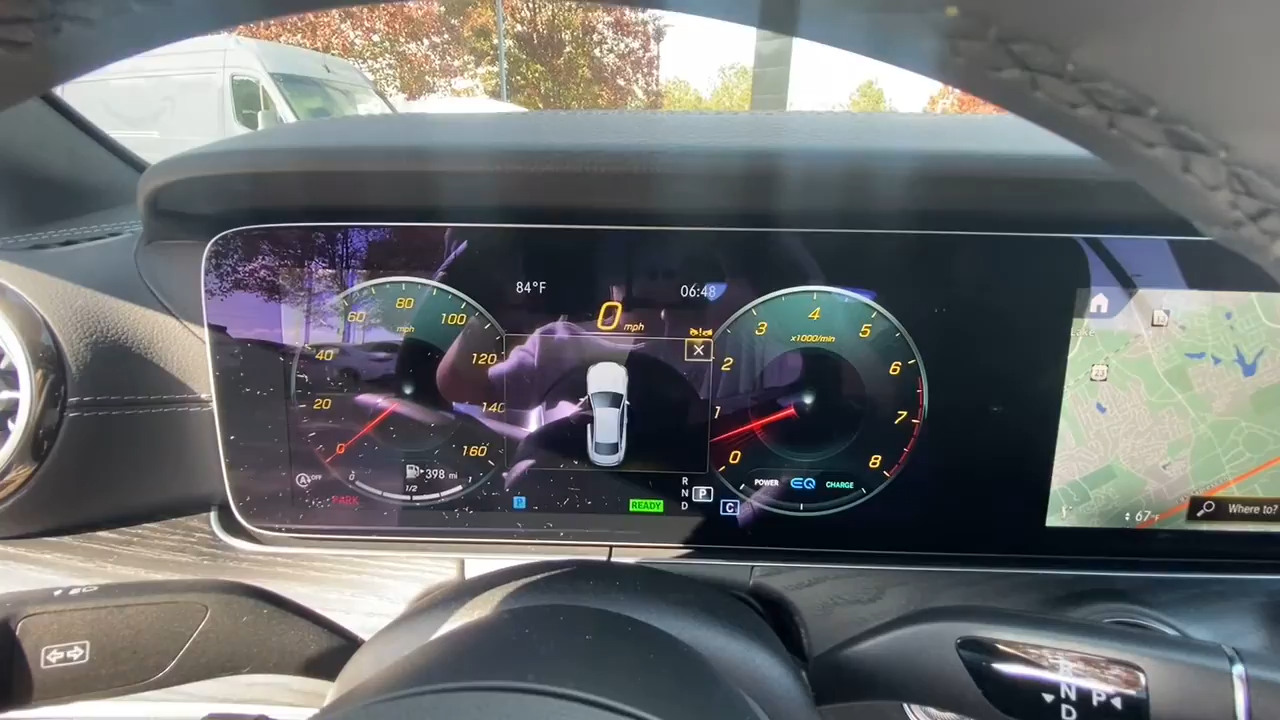 84°F
06:48
0 mph
80
60
100
mph
40
120
20
140
0
160
398 mi
1/2
OFF
PARK
P
READY
R
N P
D
C
4
3
5
x1000/min
2
6
1
7
0
8
POWER EQ CHARGE
23
67°F
Where to?
R
N P
D